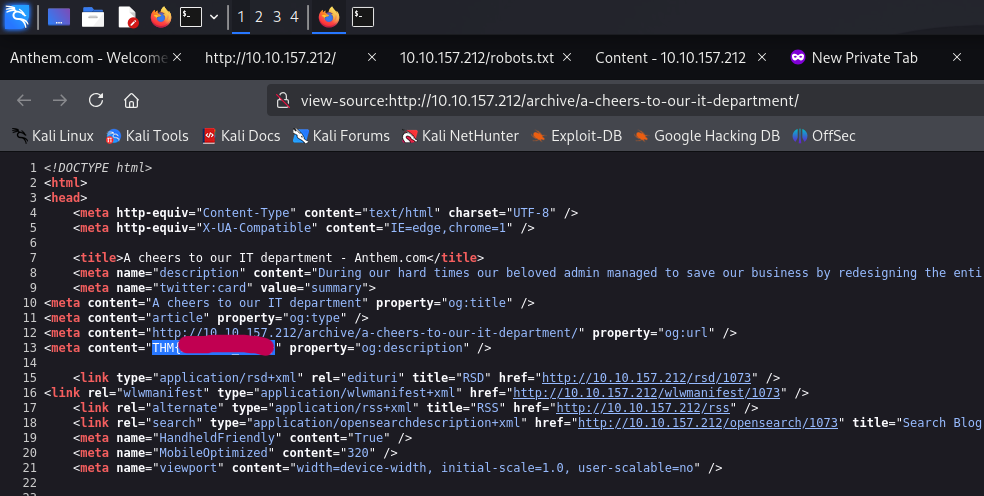 1 2 3 4
Anthem.com - Welcome × http://10.10.157.212/ × 10.10.157.212/robots.txt × Content - 10.10.157.212 × New Private Tab ×
view-source:http://10.10.157.212/archive/a-cheers-to-our-it-department/
Kali Linux Kali Tools Kali Docs Kali Forums Kali NetHunter Exploit-DB Google Hacking DB OffSec
1 <!DOCTYPE html>
2 <html>
3 <head>
4 <meta http-equiv="Content-Type" content="text/html" charset="UTF-8" />
5 <meta http-equiv="X-UA-Compatible" content="IE=edge,chrome=1" />
6
7 <title>A cheers to our IT department - Anthem.com</title>
8 <meta name="description" content="During our hard times our beloved admin managed to save our business by redesigning the enti
9 <meta name="twitter:card" value="summary">
10 <meta content="A cheers to our IT department" property="og:title" />
11 <meta content="article" property="og:type" />
12 <meta content="http://10.10.157.212/archive/a-cheers-to-our-it-department/" property="og:url" />
13 <meta content="THM{ " property="og:description" />
14
15 <link type="application/rsd+xml" rel="edituri" title="RSD" href="http://10.10.157.212/rsd/1073" />
16 <link rel="wlwmanifest" type="application/wlwmanifest+xml" href="http://10.10.157.212/wlwmanifest/1073" />
17 <link rel="alternate" type="application/rss+xml" title="RSS" href="http://10.10.157.212/rss" />
18 <link rel="search" type="application/opensearchdescription+xml" href="http://10.10.157.212/opensearch/1073" title="Search Blog
19 <meta name="HandheldFriendly" content="True" />
20 <meta name="MobileOptimized" content="320" />
21 <meta name="viewport" content="width=device-width, initial-scale=1.0, user-scalable=no" />
22